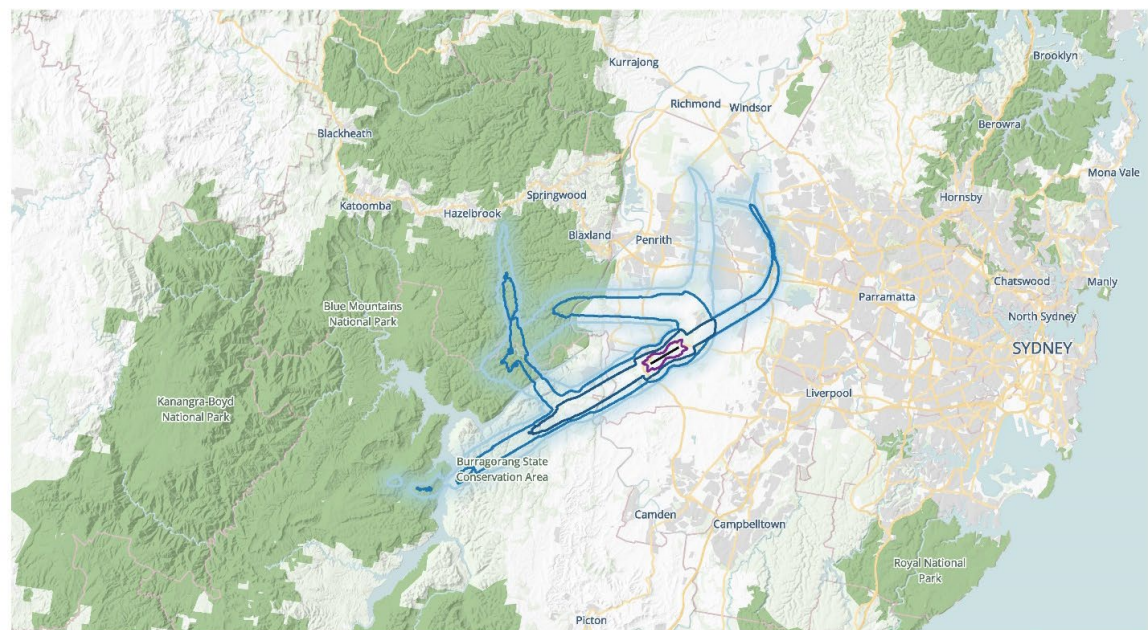 Brooklyn
Kurrajong
Richmond
Windsor
Berowra
Blackheath
Mona Vale
Springwood
Hornsby
Katoomba
Hazelbrook
Blaxland
Penrith
Chatswood
Manly
Parramatta
Blue Mountains
National Park
North Sydney
SYDNEY
Liverpool
Kanangra-Boyd
National Park
Burragorang State
Conservation Area
Camden
Campbelltown
Royal National
Park
Picton